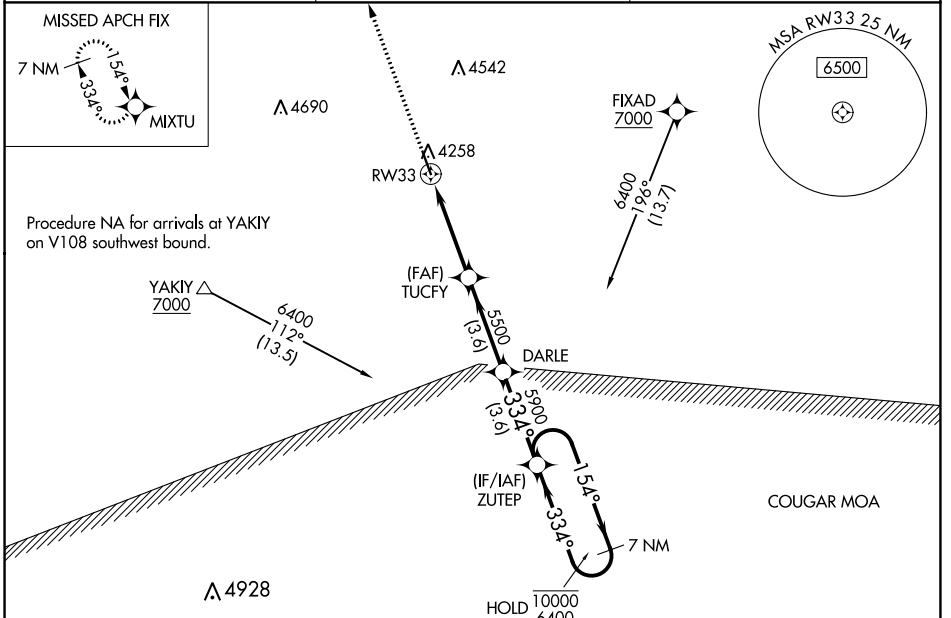 MISSED APCH FIX
7 NM
154°
334°
MIXTU
4542
4690
4258
RW33
FIXAD
7000
6400
196°
(13.7)
MSA RW33 25 NM
6500
Procedure NA for arrivals at YAKIY
on V108 southwest bound.
YAKIY
7000
6400
112°
(13.5)
(FAF)
TUCFY
5500
(3.6)
DARLE
5900
334°
(3.6)
(IF/IAF)
ZUTEP
154°
334°
7 NM
COUGAR MOA
4928
HOLD
10000
6400